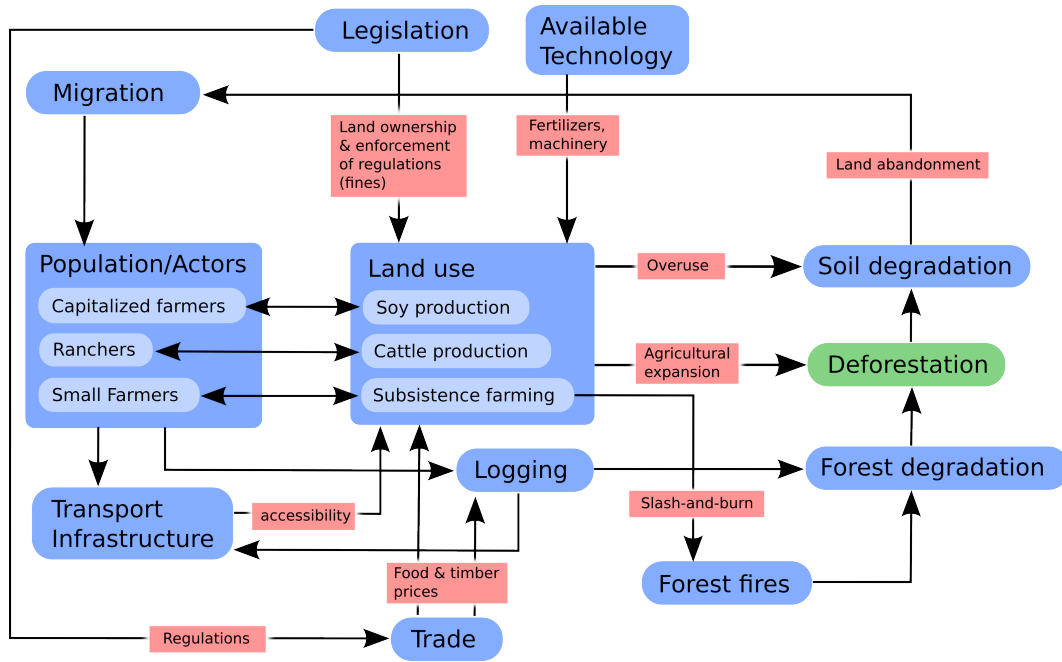 Legislation
Available
Technology
Migration
Land ownership
& enforcement
of regulations
(fines)
Fertilizers,
machinery
Land abandonment
Population/Actors
Capitalized farmers
Ranchers
Small Farmers
Land use
Soy production
Cattle production
Subsistence farming
Overuse
Soil degradation
Agricultural
expansion
Deforestation
Logging
Forest degradation
Transport
Infrastructure
accessibility
Slash-and-burn
Food & timber
prices
Forest fires
Regulations
Trade